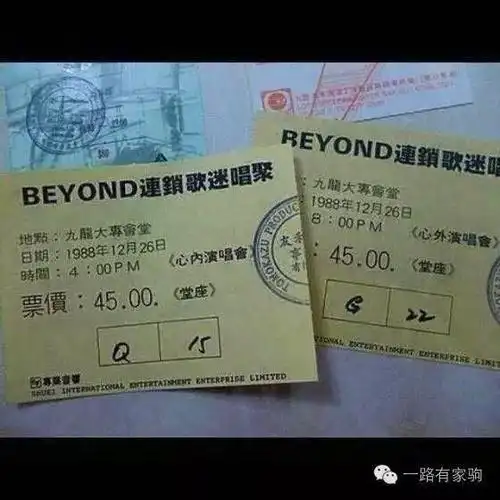 BEYOND連鎖歌迷唱聚
地點：九龍大專會堂
日期：1988年12月26日
時間：4：00PM《心內演唱會》
票價：45.00.《堂座》
Q 15
SHUEI INTERNATIONAL ENTERTAINMENT ENTERPRISE LIMITED
BEYOND連鎖歌迷唱
：九龍大專會堂
：1988年12月26日
8：00PM《心外演唱會
：45.00.《堂座》
G 22
INTERNATIONAL ENTERTAINMENT ENTERPRISE LIM
TOMOKAZU PRODUC
$60
一路有家驹